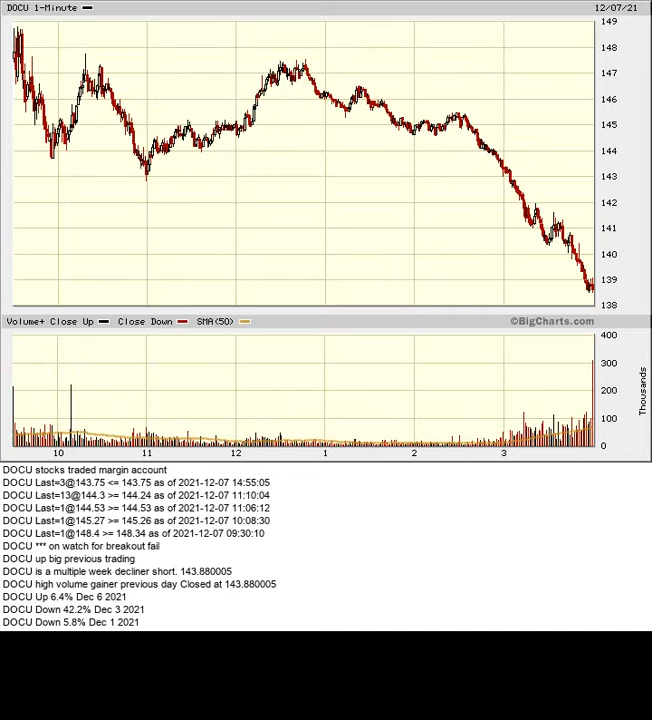 DOCU 1-Minute
12/07/21
149
148
147
146
145
144
143
142
141
140
139
138
Volume+ Close Up Close Down SMA(50)
©BigCharts.com
400
300
200
100
0
Thousands
10 11 12 1 2 3
DOCU stocks traded margin account
DOCU Last=3@143.75 <= 143.75 as of 2021-12-07 14:55:05
DOCU Last=13@144.3 >= 144.24 as of 2021-12-07 11:10:04
DOCU Last=1@144.53 >= 144.53 as of 2021-12-07 11:06:12
DOCU Last=1@145.27 >= 145.26 as of 2021-12-07 10:08:30
DOCU Last=1@148.4 >= 148.34 as of 2021-12-07 09:30:10
DOCU *** on watch for breakout fail
DOCU up big previous trading
DOCU is a multiple week decliner short. 143.880005
DOCU high volume gainer previous day Closed at 143.880005
DOCU Up 6.4% Dec 6 2021
DOCU Down 42.2% Dec 3 2021
DOCU Down 5.8% Dec 1 2021